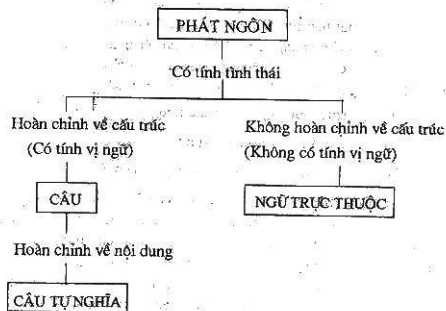 PHÁT NGÔN
Có tính tình thái
Hoàn chỉnh về cấu trúc
(Có tính vị ngữ)
Không hoàn chỉnh về cấu trúc
(Không có tính vị ngữ)
CÂU
NGỮ TRỰC THUỘC
Hoàn chỉnh về nội dung
CÂU TỰ NGHĨA